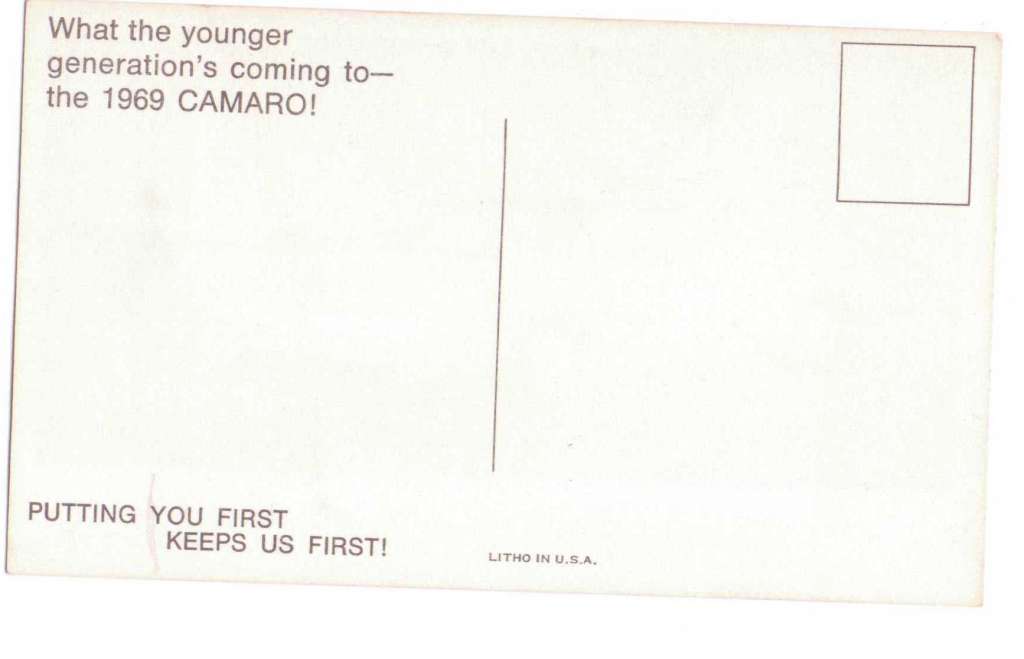 What the younger
generation's coming to—
the 1969 CAMARO!
PUTTING YOU FIRST
KEEPS US FIRST!
LITHO IN U.S.A.